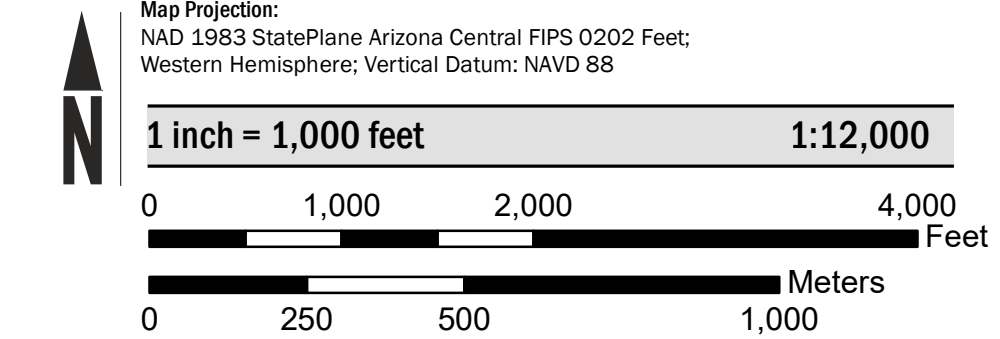 Map Projection:
NAD 1983 StatePlane Arizona Central FIPS 0202 Feet;
Western Hemisphere; Vertical Datum: NAVD 88
N
1 inch = 1,000 feet 1:12,000
0 1,000 2,000 4,000
Feet
Meters
0 250 500 1,000